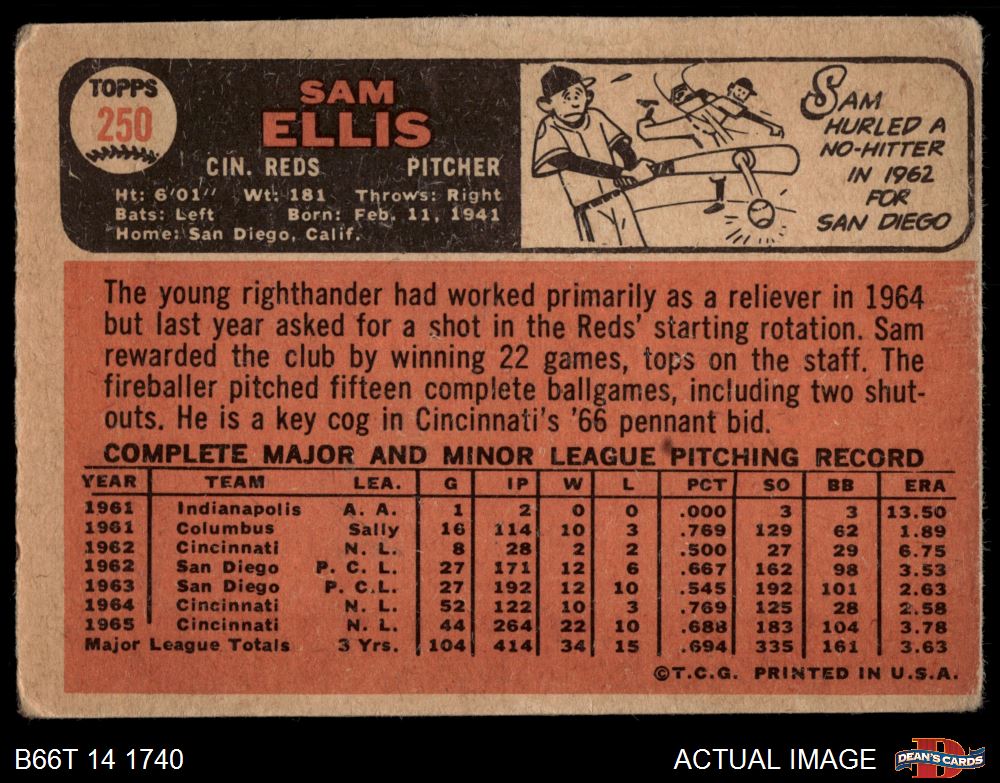 TOPPS
250
SAM
ELLIS
CIN. REDS PITCHER
Ht: 6'01" Wt: 181 Throws: Right
Bats: Left Born: Feb. 11, 1941
Home: San Diego, Calif.
SAM
HURLED A
NO-HITTER
IN 1962
FOR
SAN DIEGO
The young righthander had worked primarily as a reliever in 1964
but last year asked for a shot in the Reds' starting rotation. Sam
rewarded the club by winning 22 games, tops on the staff. The
fireballer pitched fifteen complete ballgames, including two shut-
outs. He is a key cog in Cincinnati's '66 pennant bid.
COMPLETE MAJOR AND MINOR LEAGUE PITCHING RECORD
YEAR TEAM LEA. G IP W L PCT SO BB ERA
1961 Indianapolis A. A. 1 2 0 0 .000 3 3 13.50
1961 Columbus Sally 16 114 10 3 .769 129 62 1.89
1962 Cincinnati N. L. 8 28 2 2 .500 27 29 6.75
1962 San Diego P. C. L. 27 171 12 6 .667 162 98 3.53
1963 San Diego P. C.L. 27 192 12 10 .545 192 101 2.63
1964 Cincinnati N. L. 52 122 10 3 .769 125 28 2.58
1965 Cincinnati N. L. 44 264 22 10 .688 183 104 3.78
Major League Totals 3 Yrs. 104 414 34 15 .694 335 161 3.63
©T.C.G. PRINTED IN U.S.A.
B66T 14 1740 ACTUAL IMAGE DEAN'S CARDS